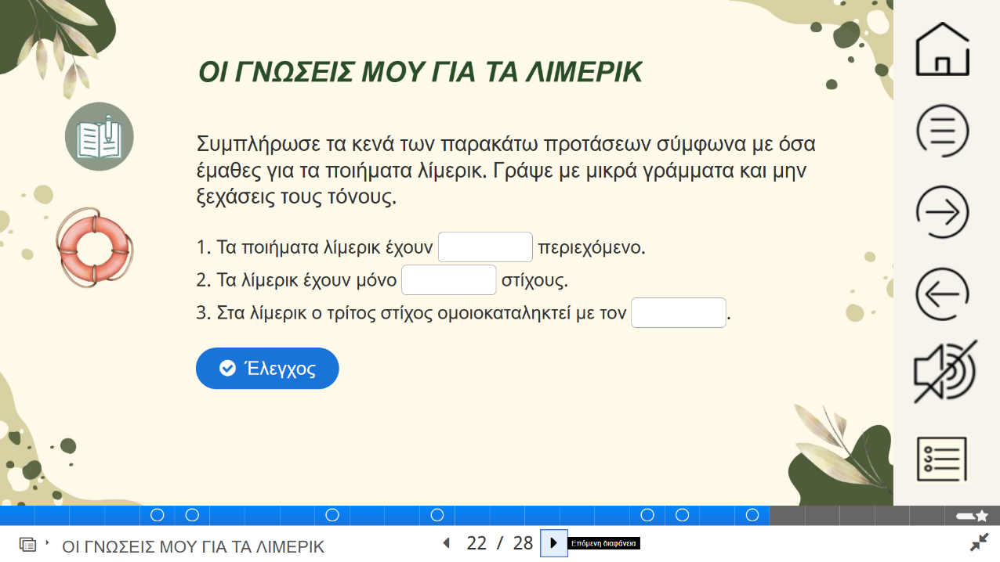 ΟΙ ΓΝΩΣΕΙΣ ΜΟΥ ΓΙΑ ΤΑ ΛΙΜΕΡΙΚ
Συμπλήρωσε τα κενά των παρακάτω προτάσεων σύμφωνα με όσα
έμαθες για τα ποιήματα λίμερικ. Γράψε με μικρά γράμματα και μην
ξεχάσεις τους τόνους.
1. Τα ποιήματα λίμερικ έχουν περιεχόμενο.
2. Τα λίμερικ έχουν μόνο στίχους.
3. Στα λίμερικ ο τρίτος στίχος ομοιοκαταληκτεί με τον .
Έλεγχος
ΟΙ ΓΝΩΣΕΙΣ ΜΟΥ ΓΙΑ ΤΑ ΛΙΜΕΡΙΚ 22 / 28 Επόμενη διαφάνεια